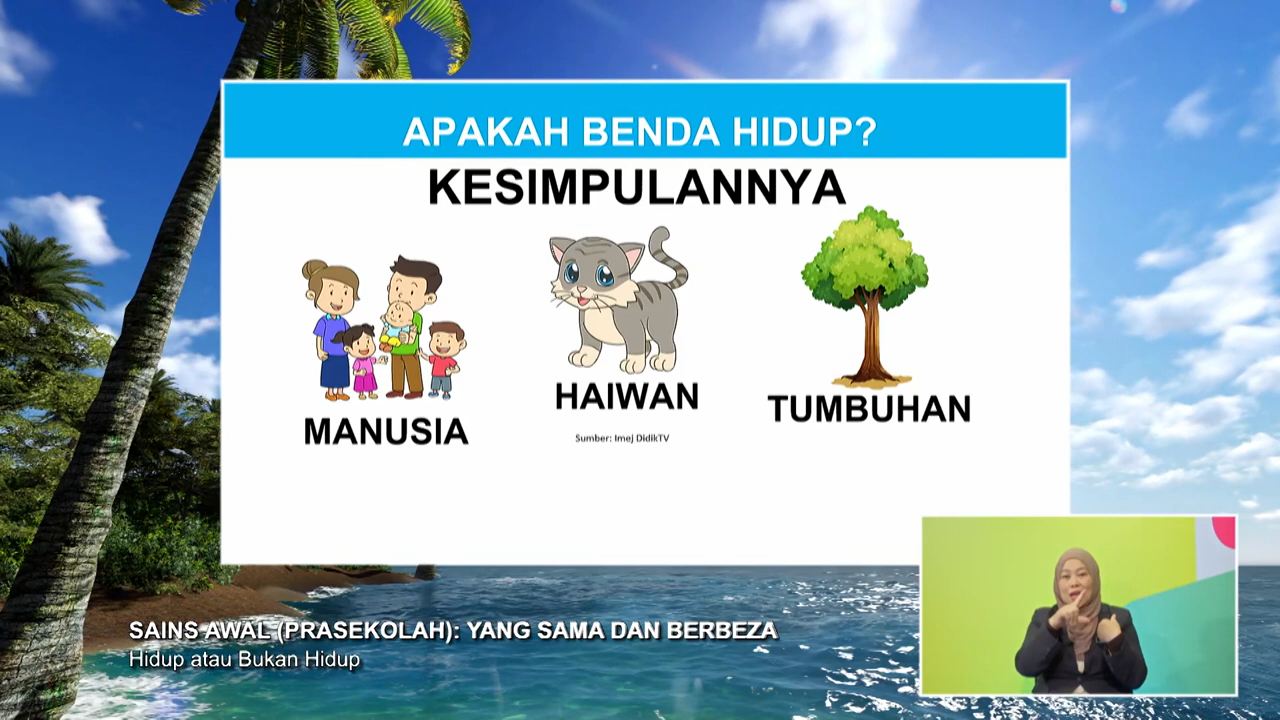 APAKAH BENDA HIDUP?
KESIMPULANNYA
MANUSIA
HAIWAN
TUMBUHAN
Sumber: Imej DidikTV
SAINS AWAL (PRASEKOLAH): YANG SAMA DAN BERBEZA
Hidup atau Bukan Hidup